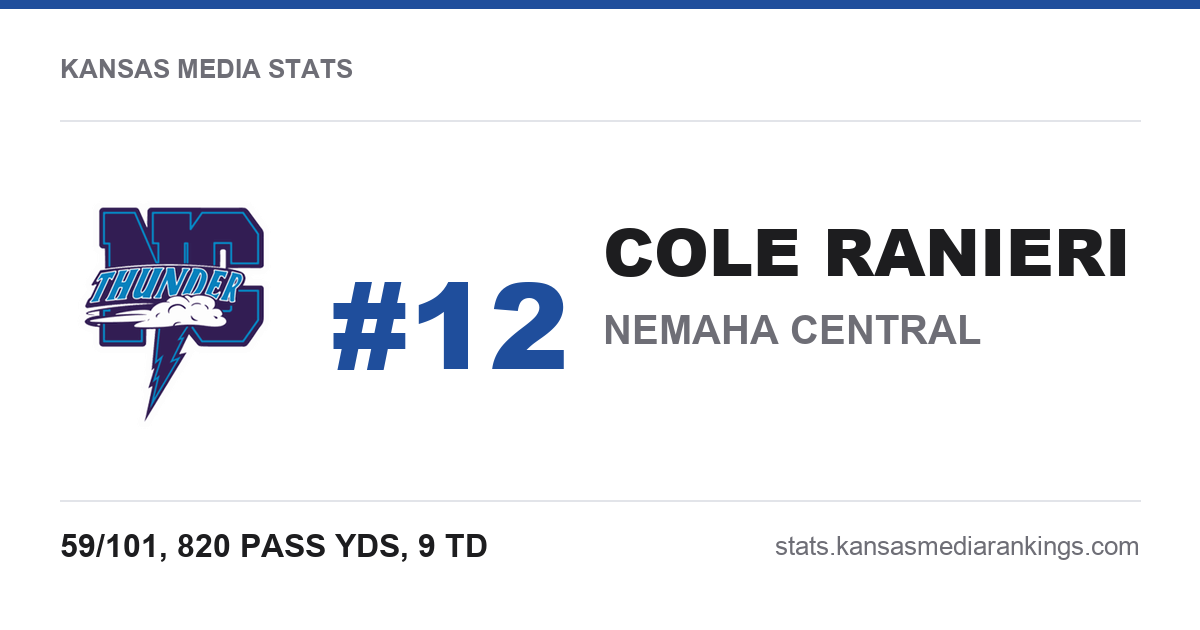 KANSAS MEDIA STATS
NC
THUNDER
#12
COLE RANIERI
NEMAHA CENTRAL
59/101, 820 PASS YDS, 9 TD
stats.kansasmediarankings.com